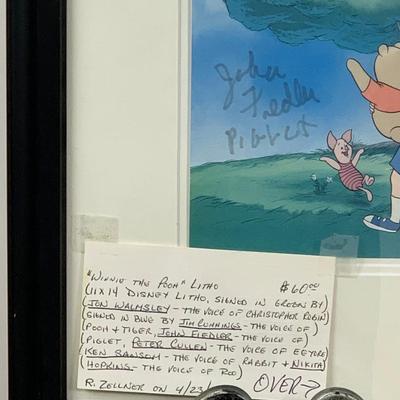 John
Fiedler
Piglet
"Winnie the Pooh" Litho $60.00
(11x14 Disney Litho, signed in green by)
(Jon Walmsley - the voice of Christopher Robin)
(signed in blue by Jim Cummings - the voice of)
(Pooh + Tiger, John Fiedler - the voice of)
(Piglet, Peter Cullen - the voice of Eeyore)
(Ken Sansom - the voice of Rabbit + Nikita)
(Hopkins - the voice of Roo)
R. Zellner on 4/23/
OVER→